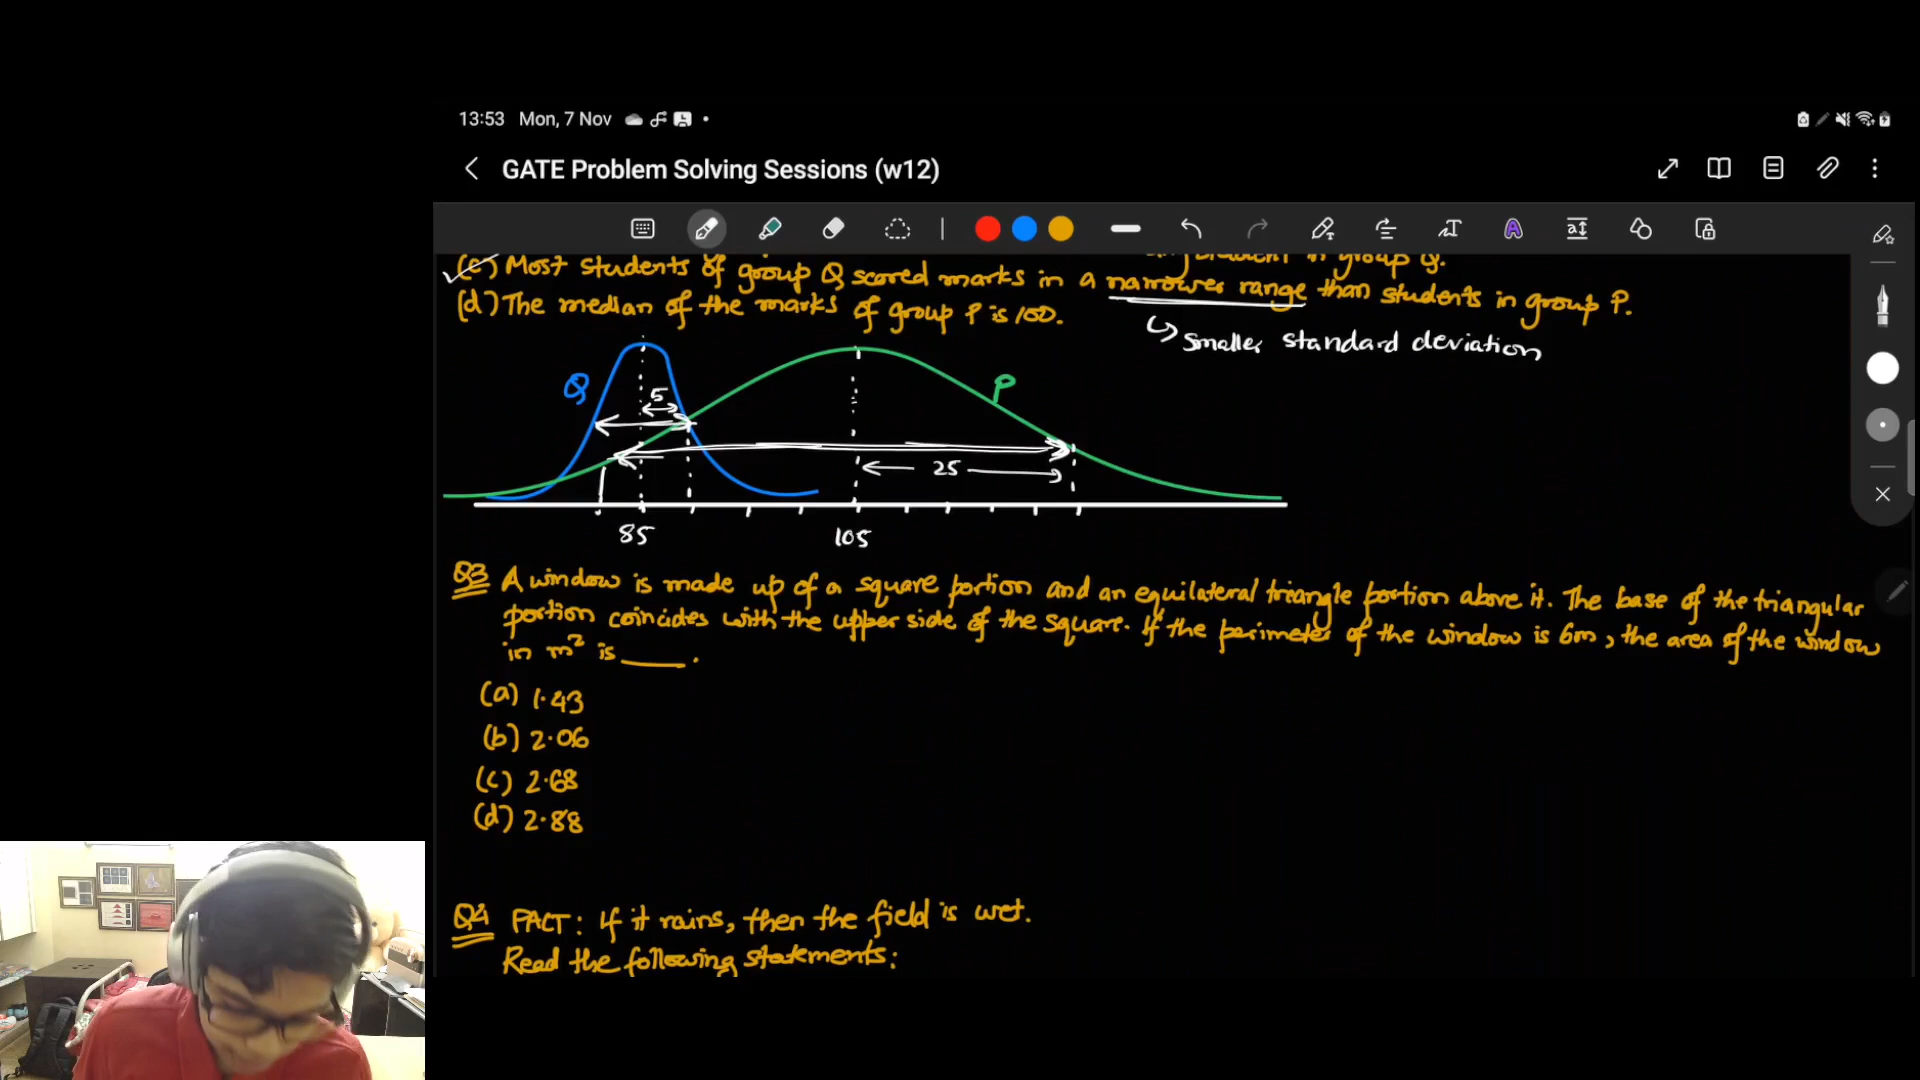 13:53 Mon, 7 Nov
GATE Problem Solving Sessions (w12)
(c) Most students of group Q scored marks in a narrower range than students in group P.
(d) The median of the marks of group P is 100.
↳ Smaller standard deviation
Q
5
P
25
85
105
Q3 A window is made up of a square portion and an equilateral triangle portion above it. The base of the triangular
portion coincides with the upper side of the square. If the perimeter of the window is 6m, the area of the window
in m² is ____.
(a) 1.43
(b) 2.06
(c) 2.68
(d) 2.88
Q4 FACT: If it rains, then the field is wet.
Read the following statements: